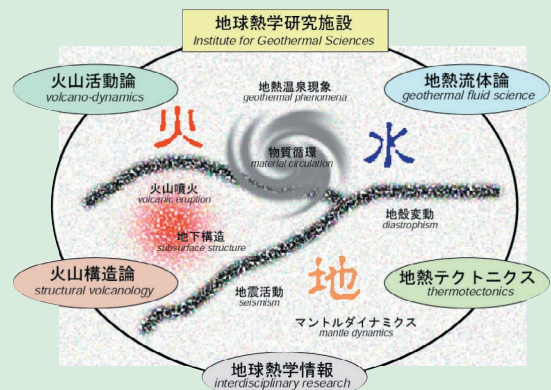 地球熱学研究施設
Institute for Geothermal Sciences
火山活動論
volcano-dynamics
地熱温泉現象
geothermal phenomena
地熱流体論
geothermal fluid science
火
水
物質循環
material circulation
火山噴火
volcanic eruption
地殻変動
diastrophism
地下構造
subsurface structure
火山構造論
structural volcanology
地
地熱テクトニクス
thermotectonics
地震活動
seismism
マントルダイナミクス
mantle dynamics
地球熱学情報
interdisciplinary research